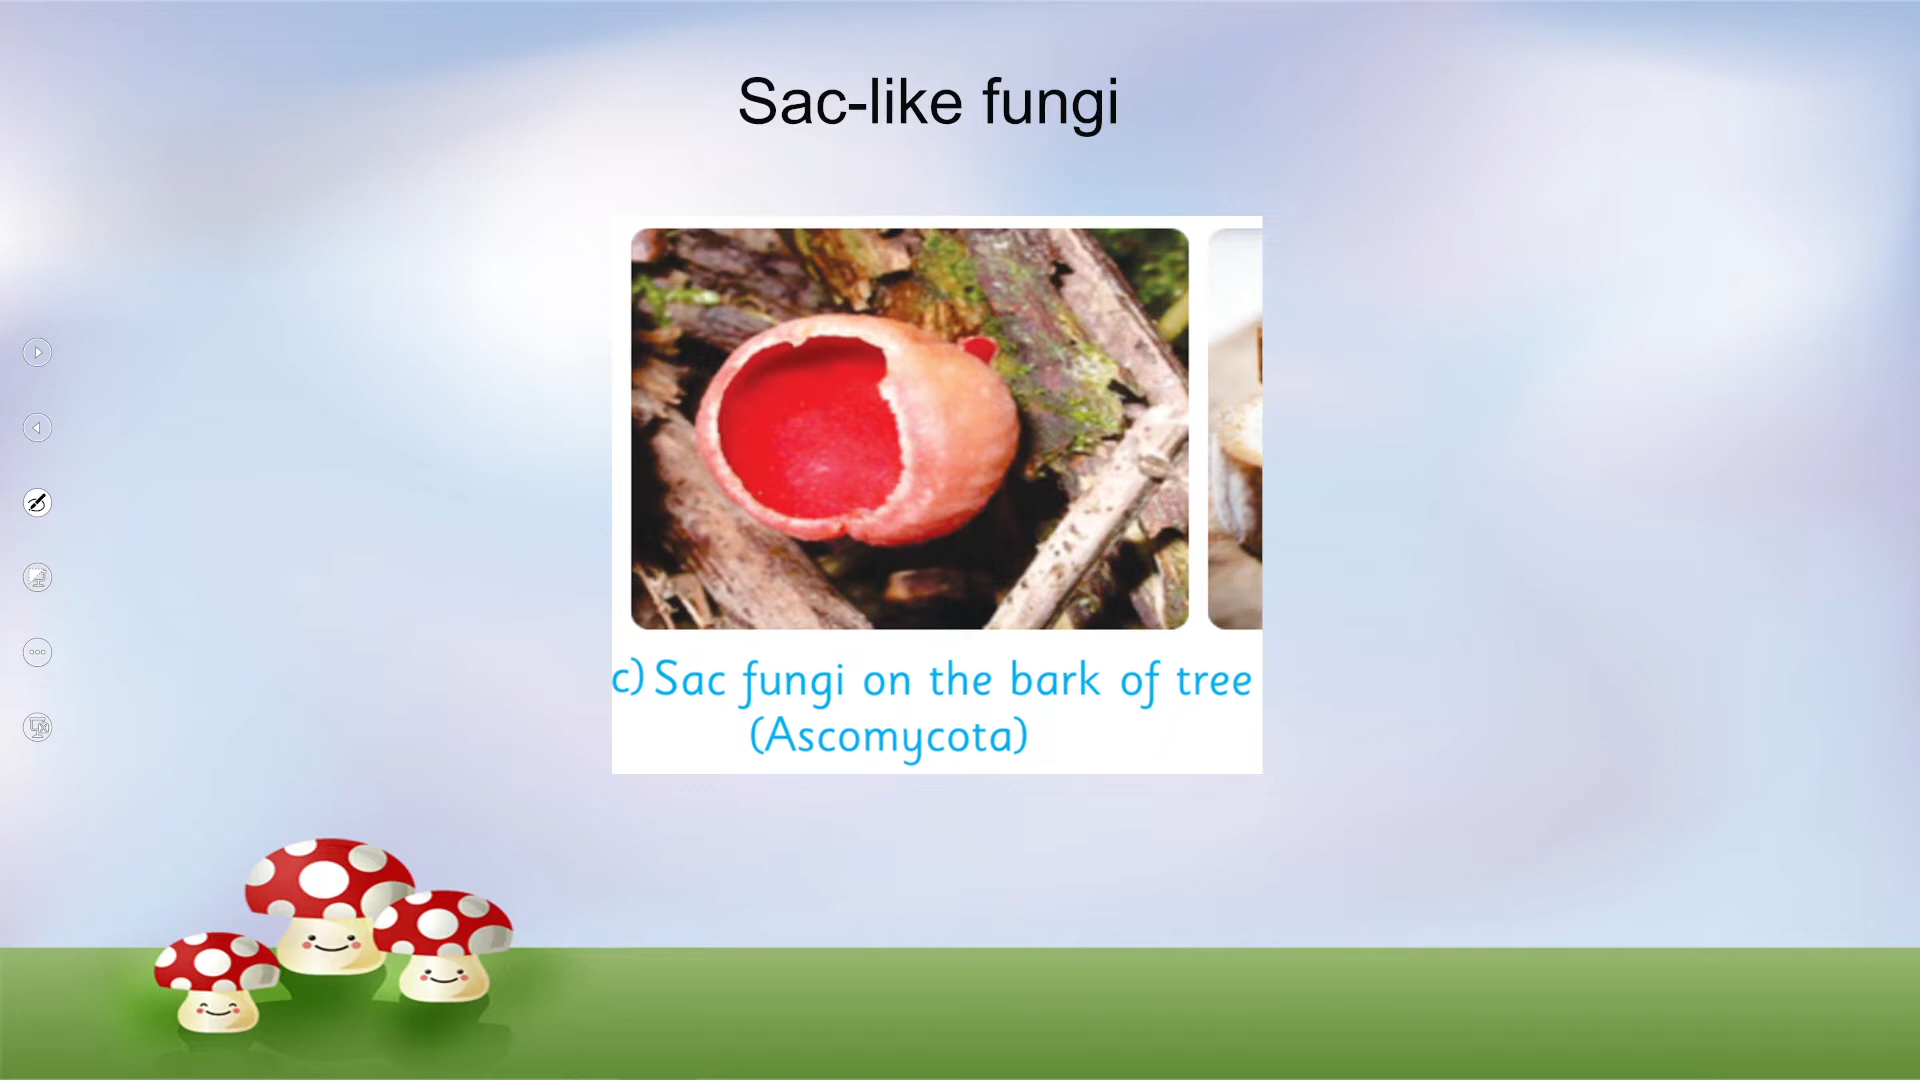 Sac-like fungi
c) Sac fungi on the bark of tree
(Ascomycota)